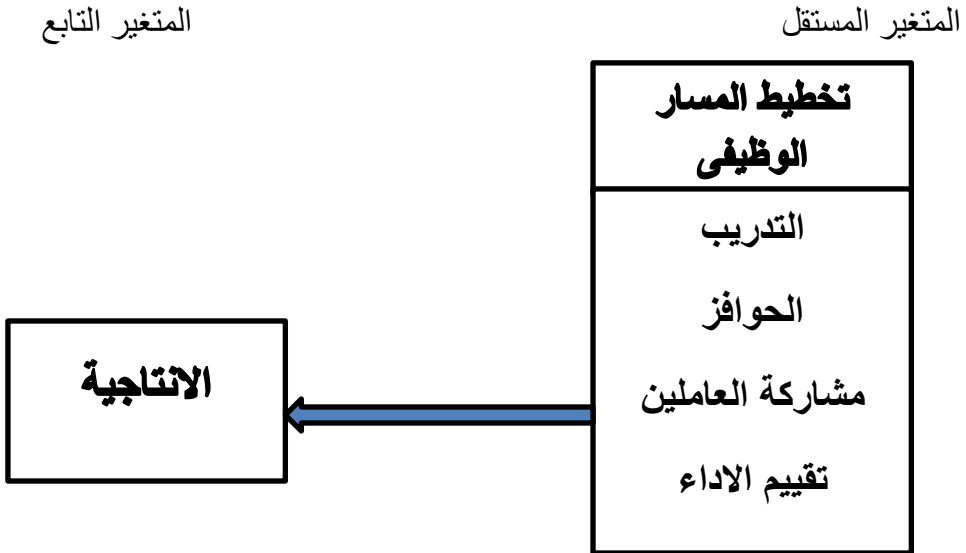 المتغير المستقل
المتغير التابع
تخطيط المسار
الوظيفى
التدريب
الحوافز
مشاركة العاملين
تقييم الاداء
الانتاجية